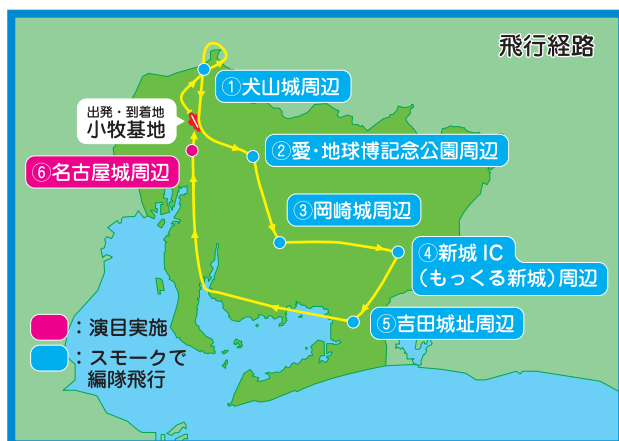 飛行経路
①犬山城周辺
出発・到着地
小牧基地
②愛・地球博記念公園周辺
⑥名古屋城周辺
③岡崎城周辺
④新城 IC
（もっくる新城）周辺
⑤吉田城址周辺
：演目実施
：スモークで
編隊飛行